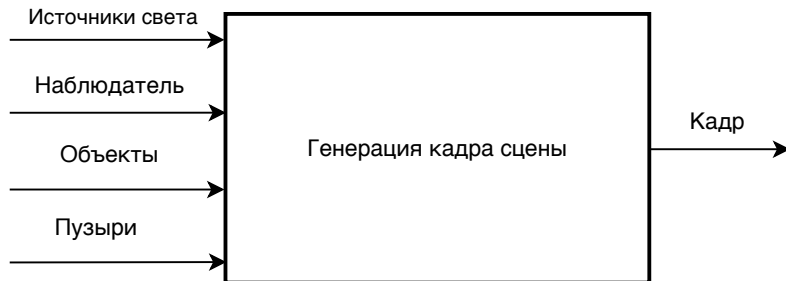 Источники света
Наблюдатель
Объекты
Пузыри
Генерация кадра сцены
Кадр